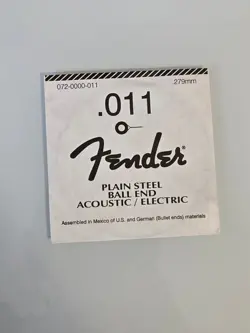 072-0000-011 .279mm
.011
Fender
PLAIN STEEL
BALL END
ACOUSTIC / ELECTRIC
Assembled in Mexico of U.S. and German (Bullet ends) materials